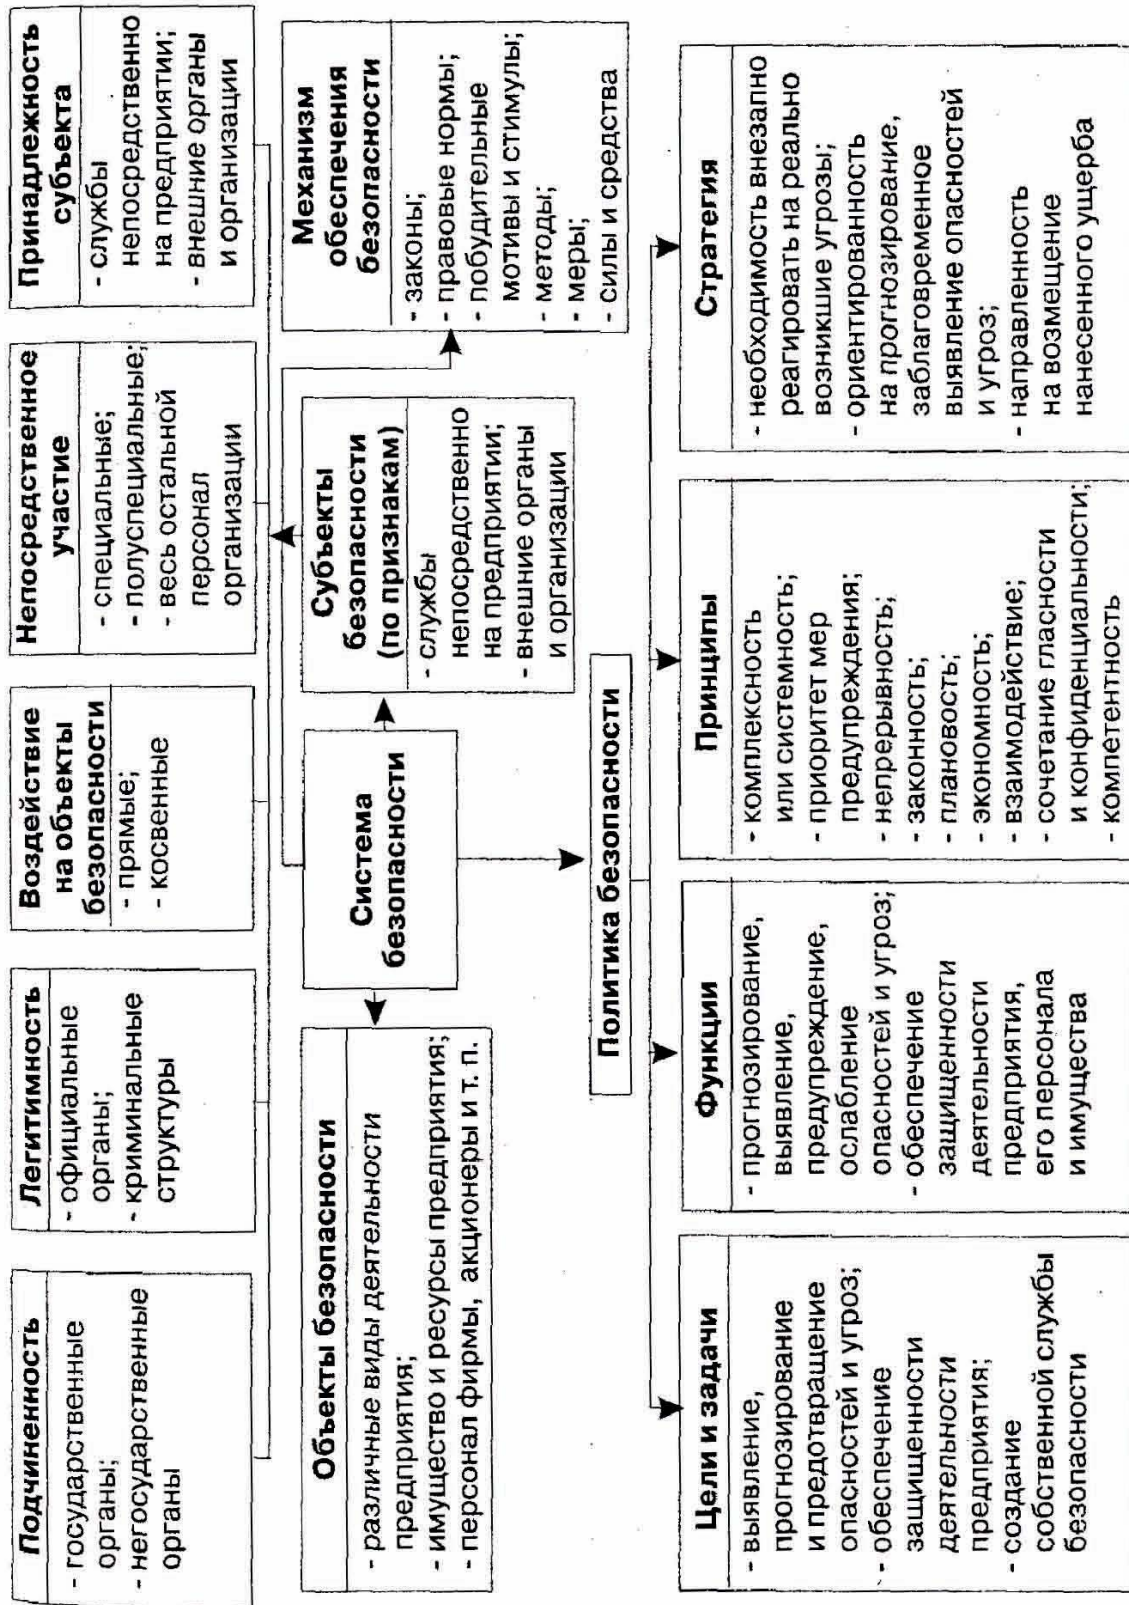 Подчиненность
- государственные
органы;
- негосударственные
органы
Легитимность
- официальные
органы;
- криминальные
структуры
Воздействие
на объекты
безопасности
- прямые;
- косвенные
Непосредственное
участие
- специальные;
- полуспециальные;
- весь остальной
персонал
организации
Принадлежность
субъекта
- службы
непосредственно
на предприятии;
- внешние органы
и организации
Объекты безопасности
- различные виды деятельности
предприятия;
- имущество и ресурсы предприятия;
- персонал фирмы, акционеры и т. п.
Система
безопасности
Субъекты
безопасности
(по признакам)
- службы
непосредственно
на предприятии;
- внешние органы
и организации
Механизм
обеспечения
безопасности
- законы;
- правовые нормы;
- побудительные
мотивы и стимулы;
- методы;
- меры;
- силы и средства
Политика безопасности
Цели и задачи
- выявление,
прогнозирование
и предотвращение
опасностей и угроз;
- обеспечение
защищенности
деятельности
предприятия;
- создание
собственной службы
безопасности
Функции
- прогнозирование,
выявление,
предупреждение,
ослабление
опасностей и угроз;
- обеспечение
защищенности
деятельности
предприятия,
его персонала
и имущества
Принципы
- комплексность
или системность;
- приоритет мер
предупреждения;
- непрерывность;
- законность;
- плановость;
- экономность;
- взаимодействие;
- сочетание гласности
и конфиденциальности;
- компетентность
Стратегия
- необходимость внезапно
реагировать на реально
возникшие угрозы;
- ориентированность
на прогнозирование,
заблаговременное
выявление опасностей
и угроз;
- направленность
на возмещение
нанесенного ущерба